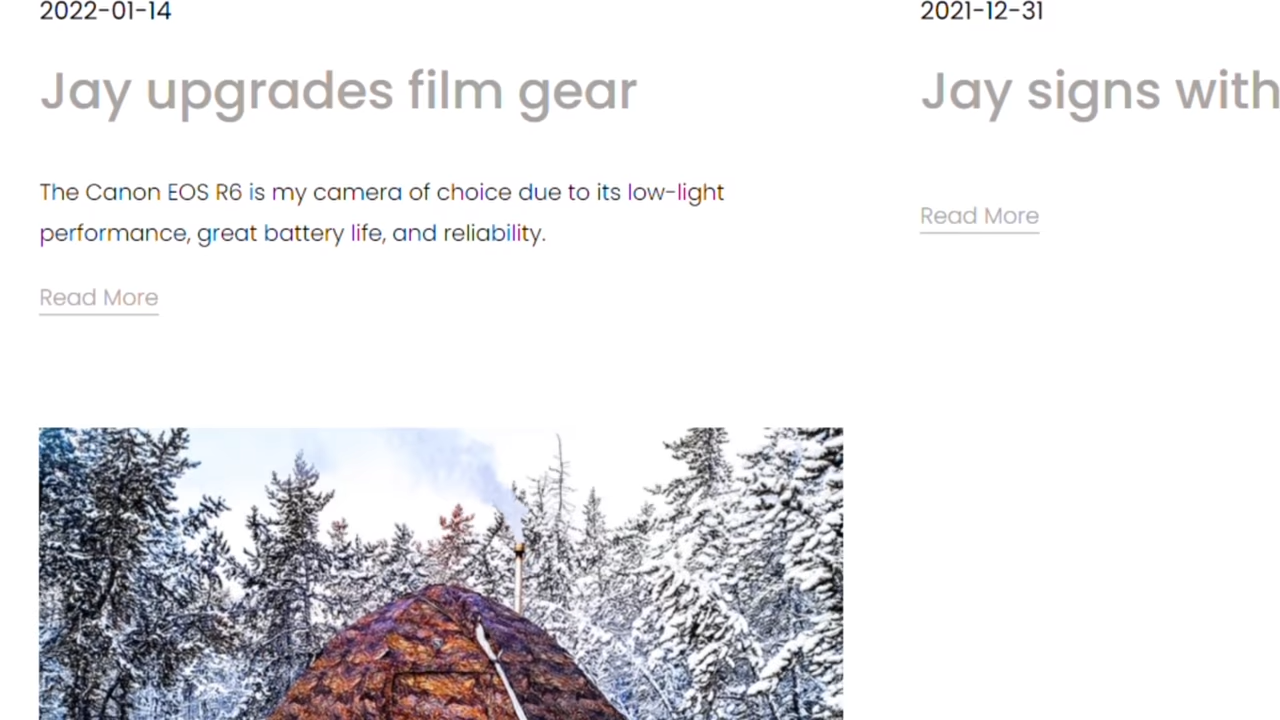 2022-01-14
Jay upgrades film gear
The Canon EOS R6 is my camera of choice due to its low-light
performance, great battery life, and reliability.
Read More
2021-12-31
Jay signs with
Read More